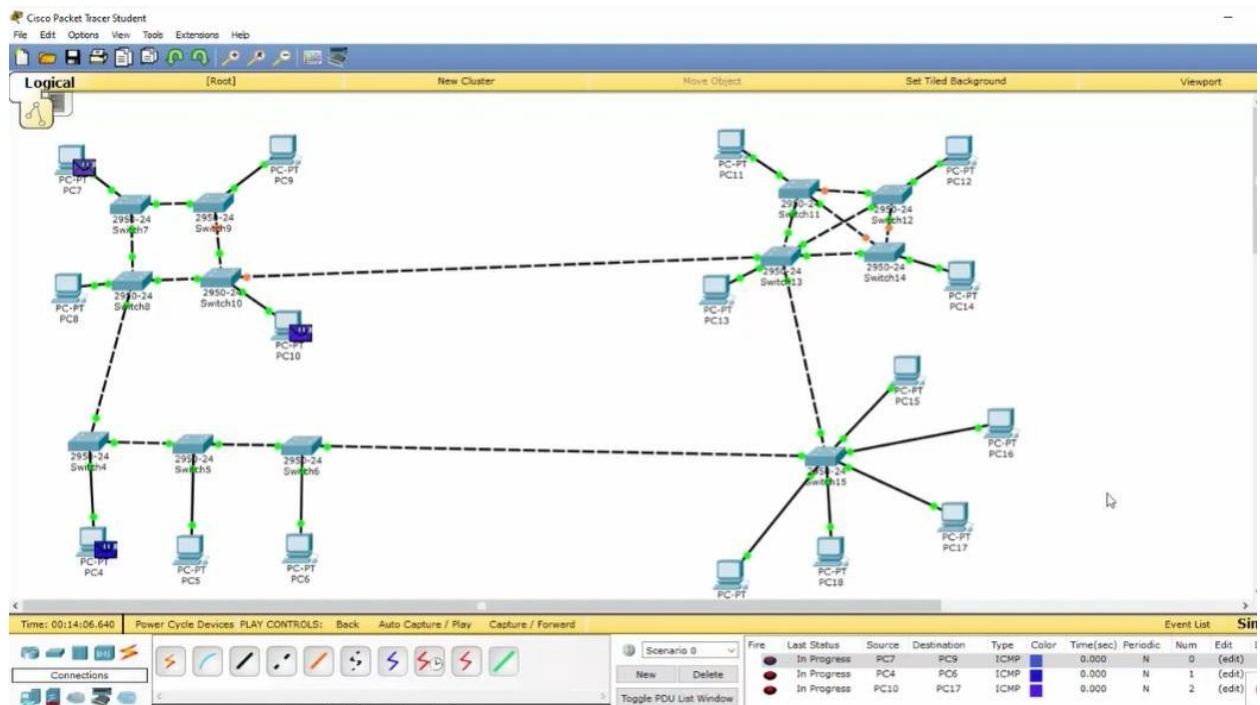 Cisco Packet Tracer Student
File Edit Options View Tools Extensions Help
Logical [Root] New Cluster Move Object Set Tiled Background Viewport
PC-PT
PC7
PC9
2950-24
Switch7
2950-24
Switch9
PC-PT
PC8
2950-24
Switch8
2950-24
Switch10
PC-PT
PC10
PC-PT
PC11
PC-PT
PC12
2950-24
Switch11
2950-24
Switch12
2950-24
Switch13
2950-24
Switch14
PC-PT
PC13
PC-PT
PC14
PC-PT
PC15
PC-PT
PC16
2950-24
Switch4
2950-24
Switch5
2950-24
Switch6
2950-24
Switch15
PC-PT
PC17
PC-PT
PC4
PC-PT
PC5
PC-PT
PC6
PC-PT
PC18
PC-PT
Time: 00:14:06.640 Power Cycle Devices PLAY CONTROLS: Back Auto Capture / Play Capture / Forward Event List Sim
Connections
Scenario 0
New Delete
Toggle PDU List Window
Fire Last Status Source Destination Type Color Time(sec) Periodic Num Edit
In Progress PC7 PC9 ICMP 0.000 N 0 (edit)
In Progress PC4 PC6 ICMP 0.000 N 1 (edit)
In Progress PC10 PC17 ICMP 0.000 N 2 (edit)